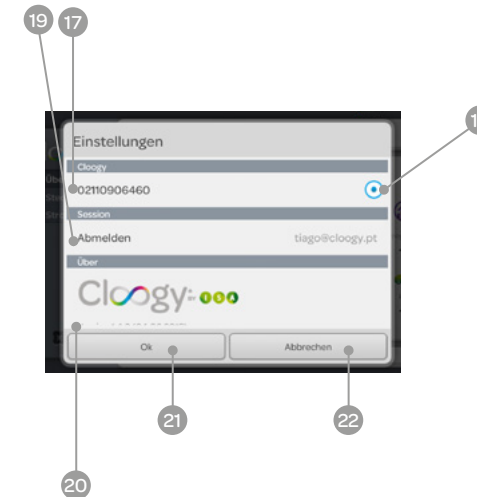 19 17
Einstellungen
Cloogy
02110906460
Session
Abmelden tiago@cloogy.pt
Über
Cloogy
Ok Abbrechen
21 22
20